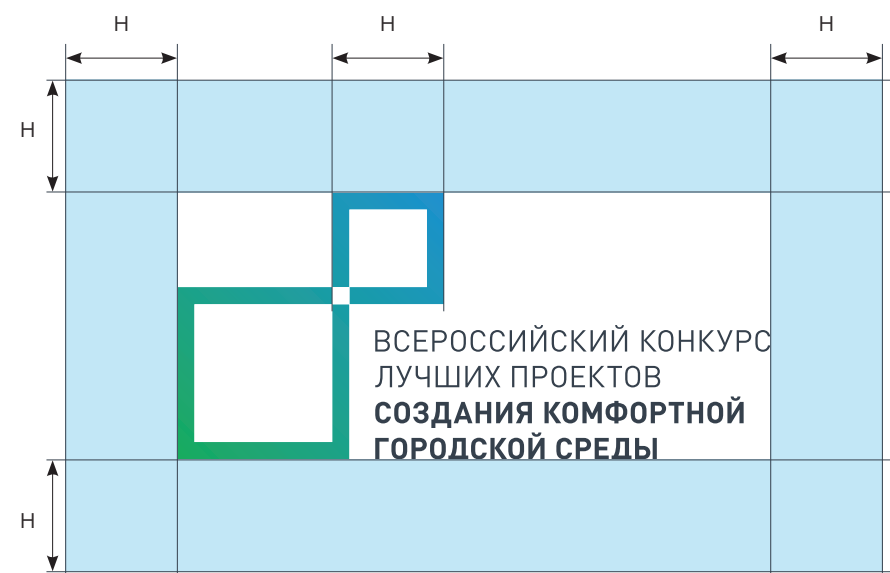 Н Н Н
Н
ВСЕРОССИЙСКИЙ КОНКУРС
ЛУЧШИХ ПРОЕКТОВ
СОЗДАНИЯ КОМФОРТНОЙ
ГОРОДСКОЙ СРЕДЫ
Н